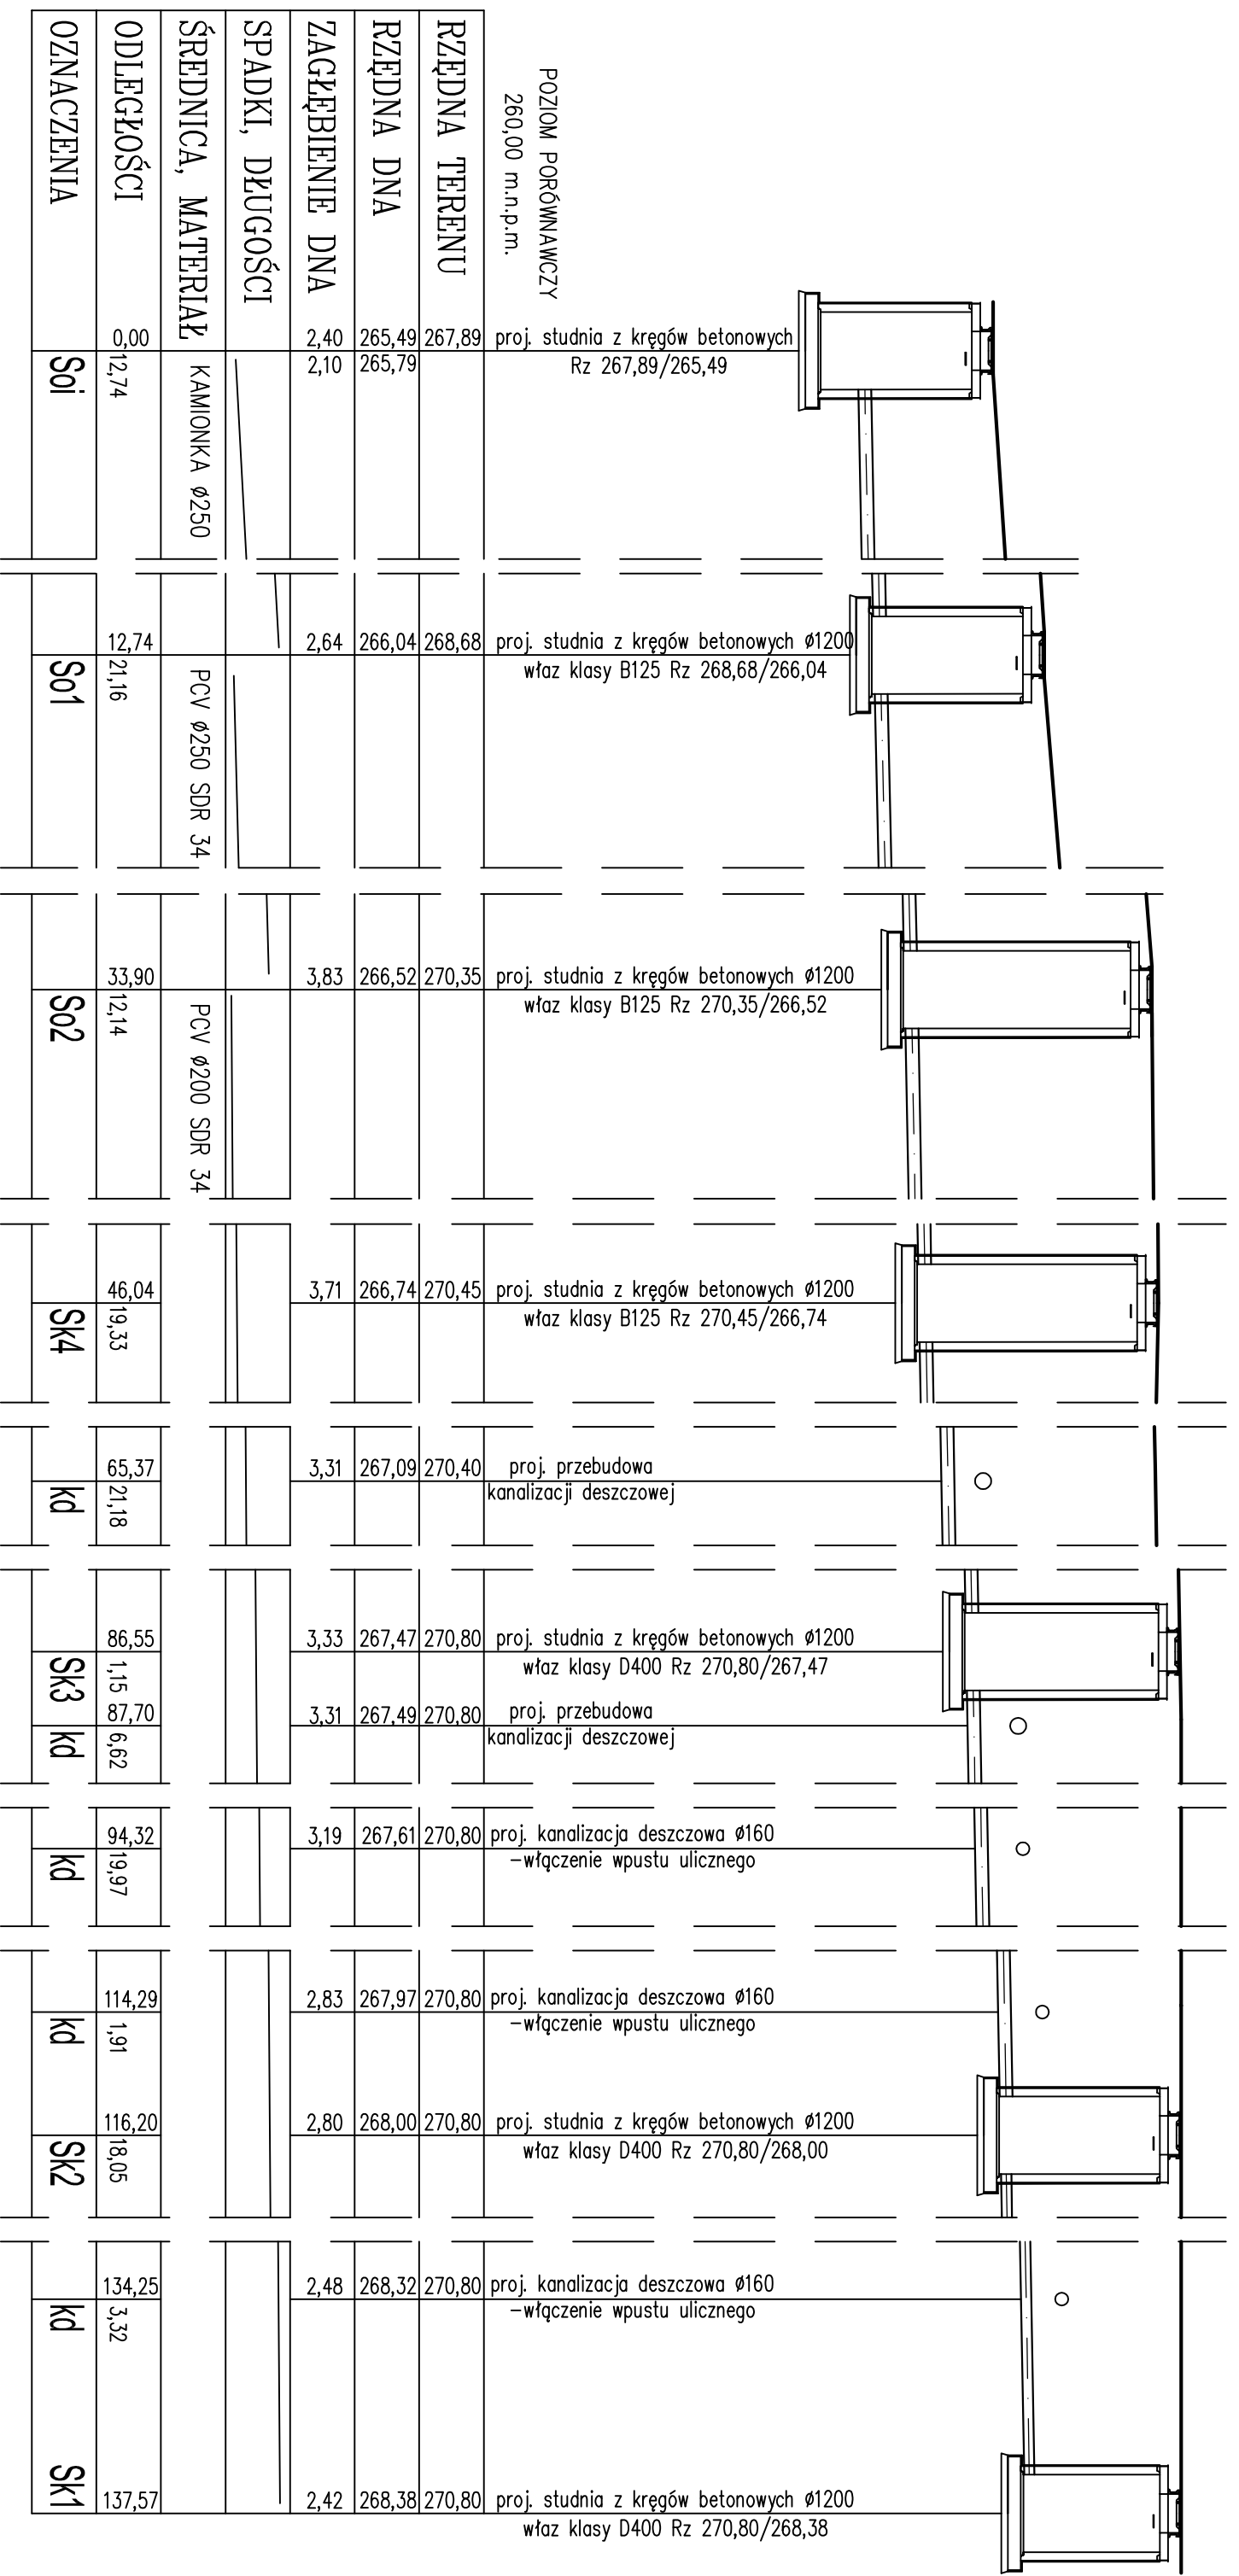 POZIOM PORÓWNAWCZY
260,00 m.n.p.m.
RZĘDNA TERENU
RZĘDNA DNA
ZAGŁĘBIENIE DNA
SPADKI, DŁUGOŚCI
ŚREDNICA, MATERIAŁ
ODLEGŁOŚCI
OZNACZENIA
0,00 2,40 265,49 267,89 proj. studnia z kręgów betonowych
2,10 265,79 Rz 267,89/265,49
12,74
Soi
KAMIONKA Ø250
12,74 2,64 266,04 268,68 proj. studnia z kręgów betonowych Ø1200
właz klasy B125 Rz 268,68/266,04
21,16
So1
PCV Ø250 SDR 34
33,90 3,83 266,52 270,35 proj. studnia z kręgów betonowych Ø1200
właz klasy B125 Rz 270,35/266,52
12,14
So2
PCV Ø200 SDR 34
46,04 3,71 266,74 270,45 proj. studnia z kręgów betonowych Ø1200
właz klasy B125 Rz 270,45/266,74
19,33
Sk4
65,37 3,31 267,09 270,40 proj. przebudowa
kanalizacji deszczowej
21,18
kd
86,55 3,33 267,47 270,80 proj. studnia z kręgów betonowych Ø1200
właz klasy D400 Rz 270,80/267,47
1,15
Sk3
87,70 3,31 267,49 270,80 proj. przebudowa
kanalizacji deszczowej
6,62
kd
94,32 3,19 267,61 270,80 proj. kanalizacja deszczowa Ø160
-włączenie wpustu ulicznego
19,97
kd
114,29 2,83 267,97 270,80 proj. kanalizacja deszczowa Ø160
-włączenie wpustu ulicznego
1,91
kd
116,20 2,80 268,00 270,80 proj. studnia z kręgów betonowych Ø1200
właz klasy D400 Rz 270,80/268,00
18,05
Sk2
134,25 2,48 268,32 270,80 proj. kanalizacja deszczowa Ø160
-włączenie wpustu ulicznego
3,32
kd
Sk1
137,57 2,42 268,38 270,80 proj. studnia z kręgów betonowych Ø1200
właz klasy D400 Rz 270,80/268,38